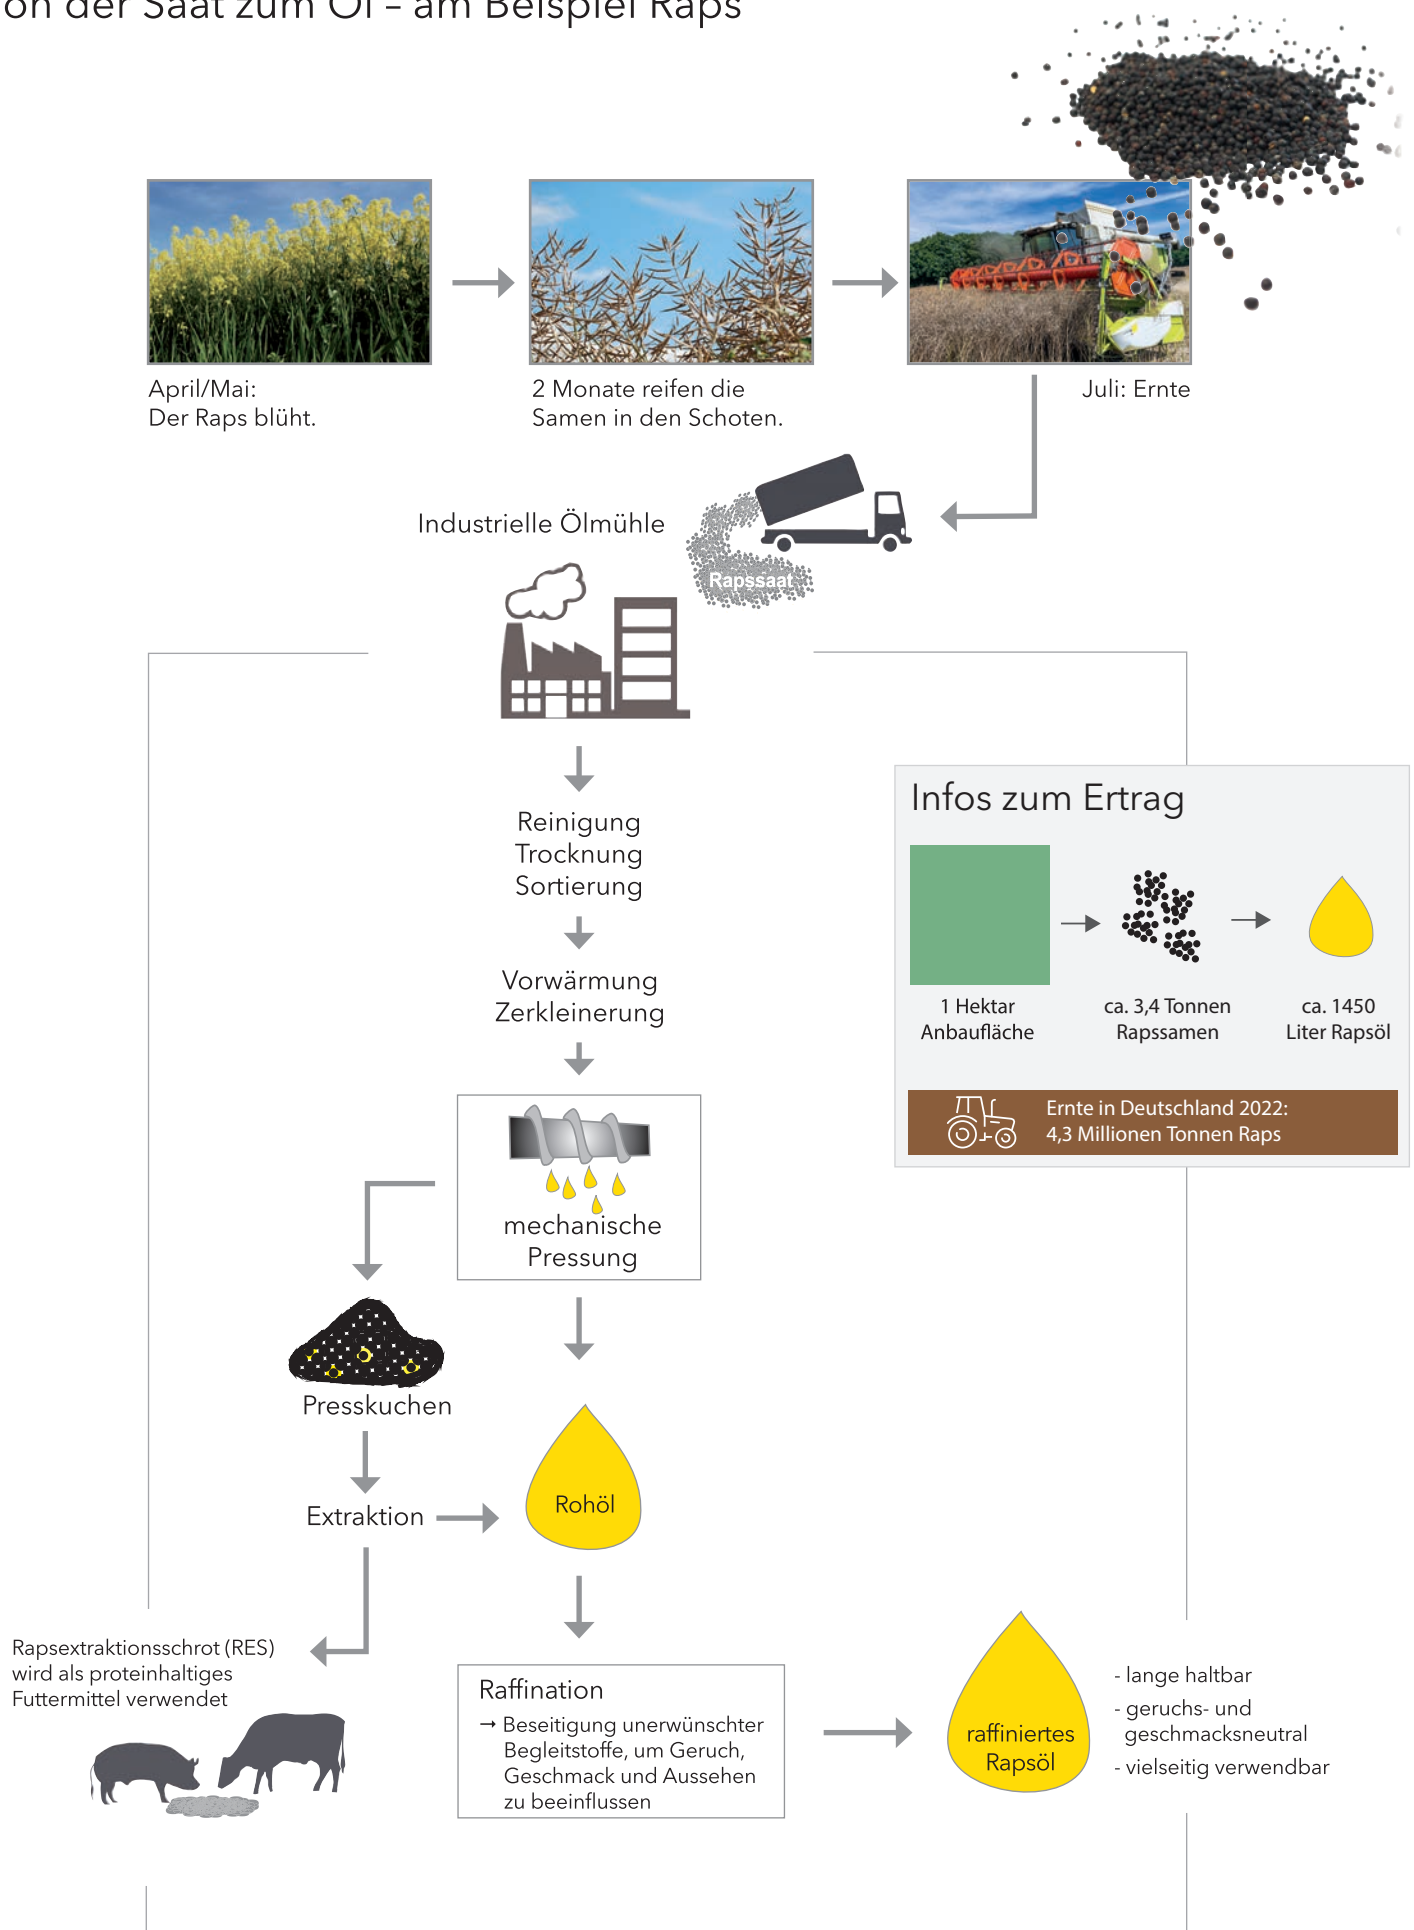 on der Saat zum Öl – am Beispiel Raps
April/Mai:
Der Raps blüht.
2 Monate reifen die
Samen in den Schoten.
Juli: Ernte
Industrielle Ölmühle
Rapssaat
Reinigung
Trocknung
Sortierung
Vorwärmung
Zerkleinerung
Infos zum Ertrag
1 Hektar
Anbaufläche
ca. 3,4 Tonnen
Rapssamen
ca. 1450
Liter Rapsöl
Ernte in Deutschland 2022:
4,3 Millionen Tonnen Raps
mechanische
Pressung
Presskuchen
Extraktion
Rohöl
Rapsextraktionsschrot (RES)
wird als proteinhaltiges
Futtermittel verwendet
Raffination
→ Beseitigung unerwünschter
Begleitstoffe, um Geruch,
Geschmack und Aussehen
zu beeinflussen
raffiniertes
Rapsöl
- lange haltbar
- geruchs- und
geschmacksneutral
- vielseitig verwendbar